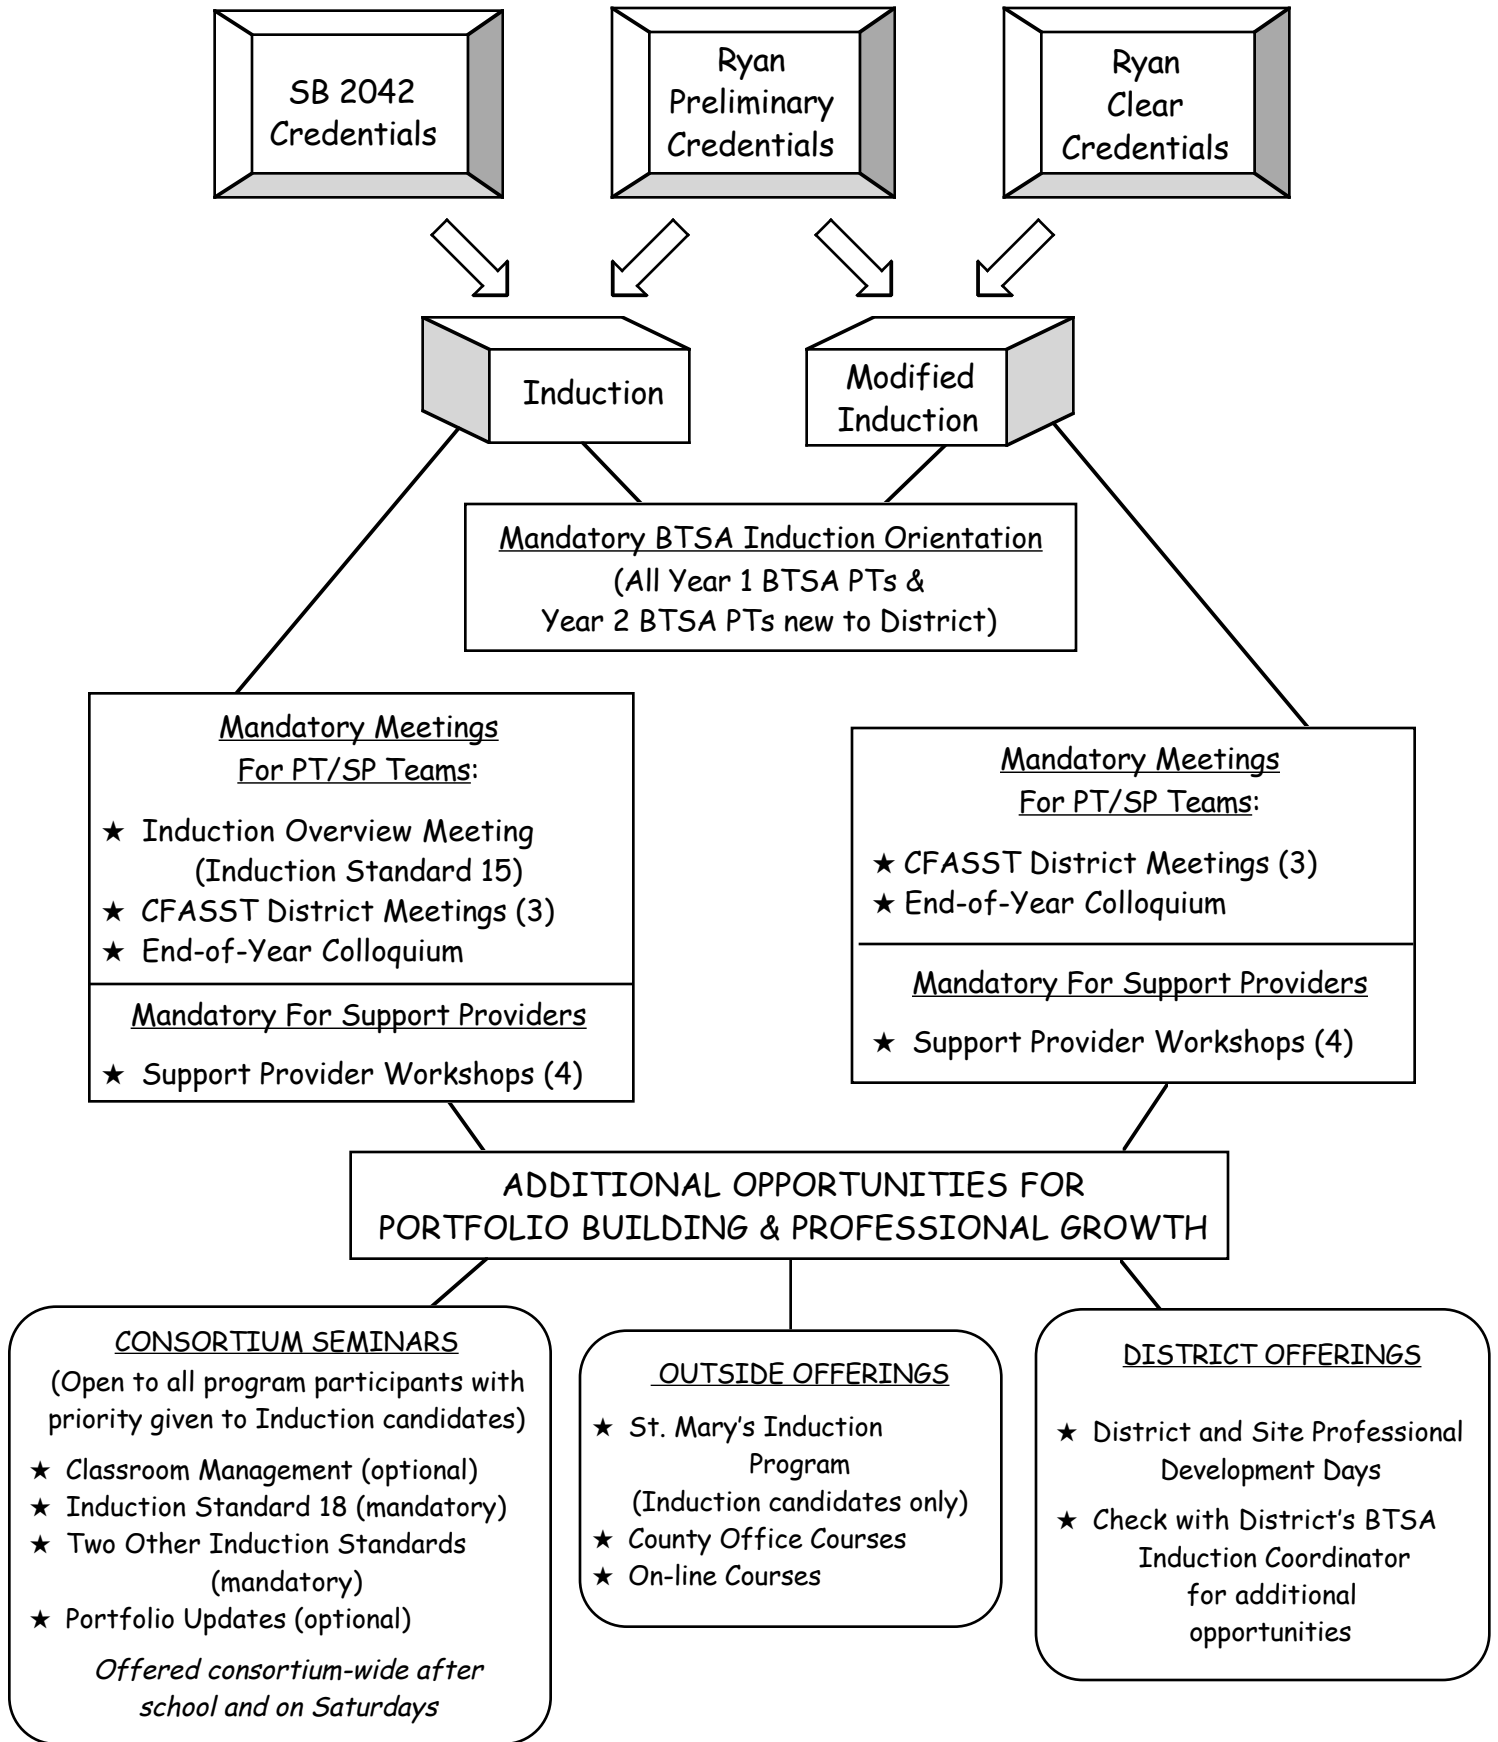 SB 2042
Credentials
Ryan
Preliminary
Credentials
Ryan
Clear
Credentials
Induction
Modified
Induction
Mandatory BTSA Induction Orientation
(All Year 1 BTSA PTs &
Year 2 BTSA PTs new to District)
Mandatory Meetings
For PT/SP Teams:
★ Induction Overview Meeting
(Induction Standard 15)
★ CFASST District Meetings (3)
★ End-of-Year Colloquium
Mandatory For Support Providers
★ Support Provider Workshops (4)
Mandatory Meetings
For PT/SP Teams:
★ CFASST District Meetings (3)
★ End-of-Year Colloquium
Mandatory For Support Providers
★ Support Provider Workshops (4)
ADDITIONAL OPPORTUNITIES FOR
PORTFOLIO BUILDING & PROFESSIONAL GROWTH
CONSORTIUM SEMINARS
(Open to all program participants with
priority given to Induction candidates)
★ Classroom Management (optional)
★ Induction Standard 18 (mandatory)
★ Two Other Induction Standards
(mandatory)
★ Portfolio Updates (optional)
Offered consortium-wide after
school and on Saturdays
OUTSIDE OFFERINGS
★ St. Mary's Induction
Program
(Induction candidates only)
★ County Office Courses
★ On-line Courses
DISTRICT OFFERINGS
★ District and Site Professional
Development Days
★ Check with District's BTSA
Induction Coordinator
for additional
opportunities